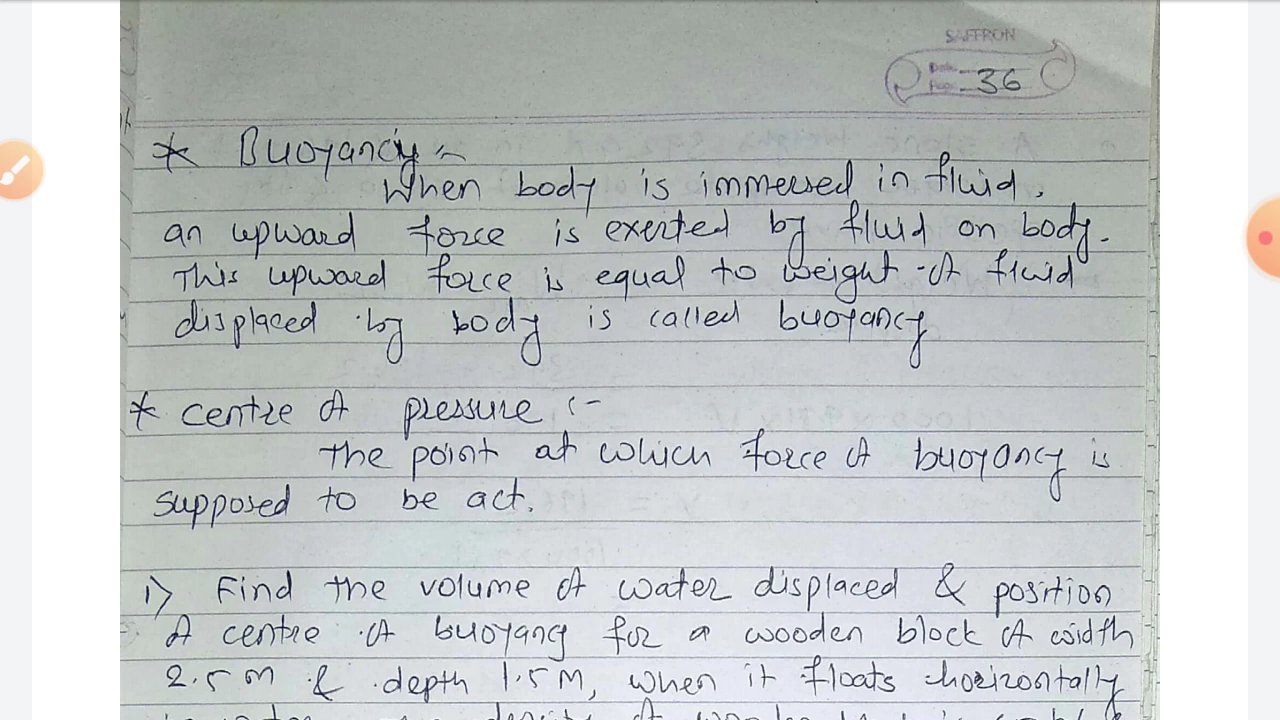 SAFFRON
Date
Page 36
* Buoyancy :-
When body is immersed in fluid,
an upward force is exerted by fluid on body.
This upward force is equal to weight of fluid
displaced by body is called buoyancy
* Centre of pressure :-
The point at which force of buoyancy is
supposed to be act.
1) Find the volume of water displaced & position
of centre of buoyancy for a wooden block of width
2.5 m & depth 1.5 m, when it floats horizontally